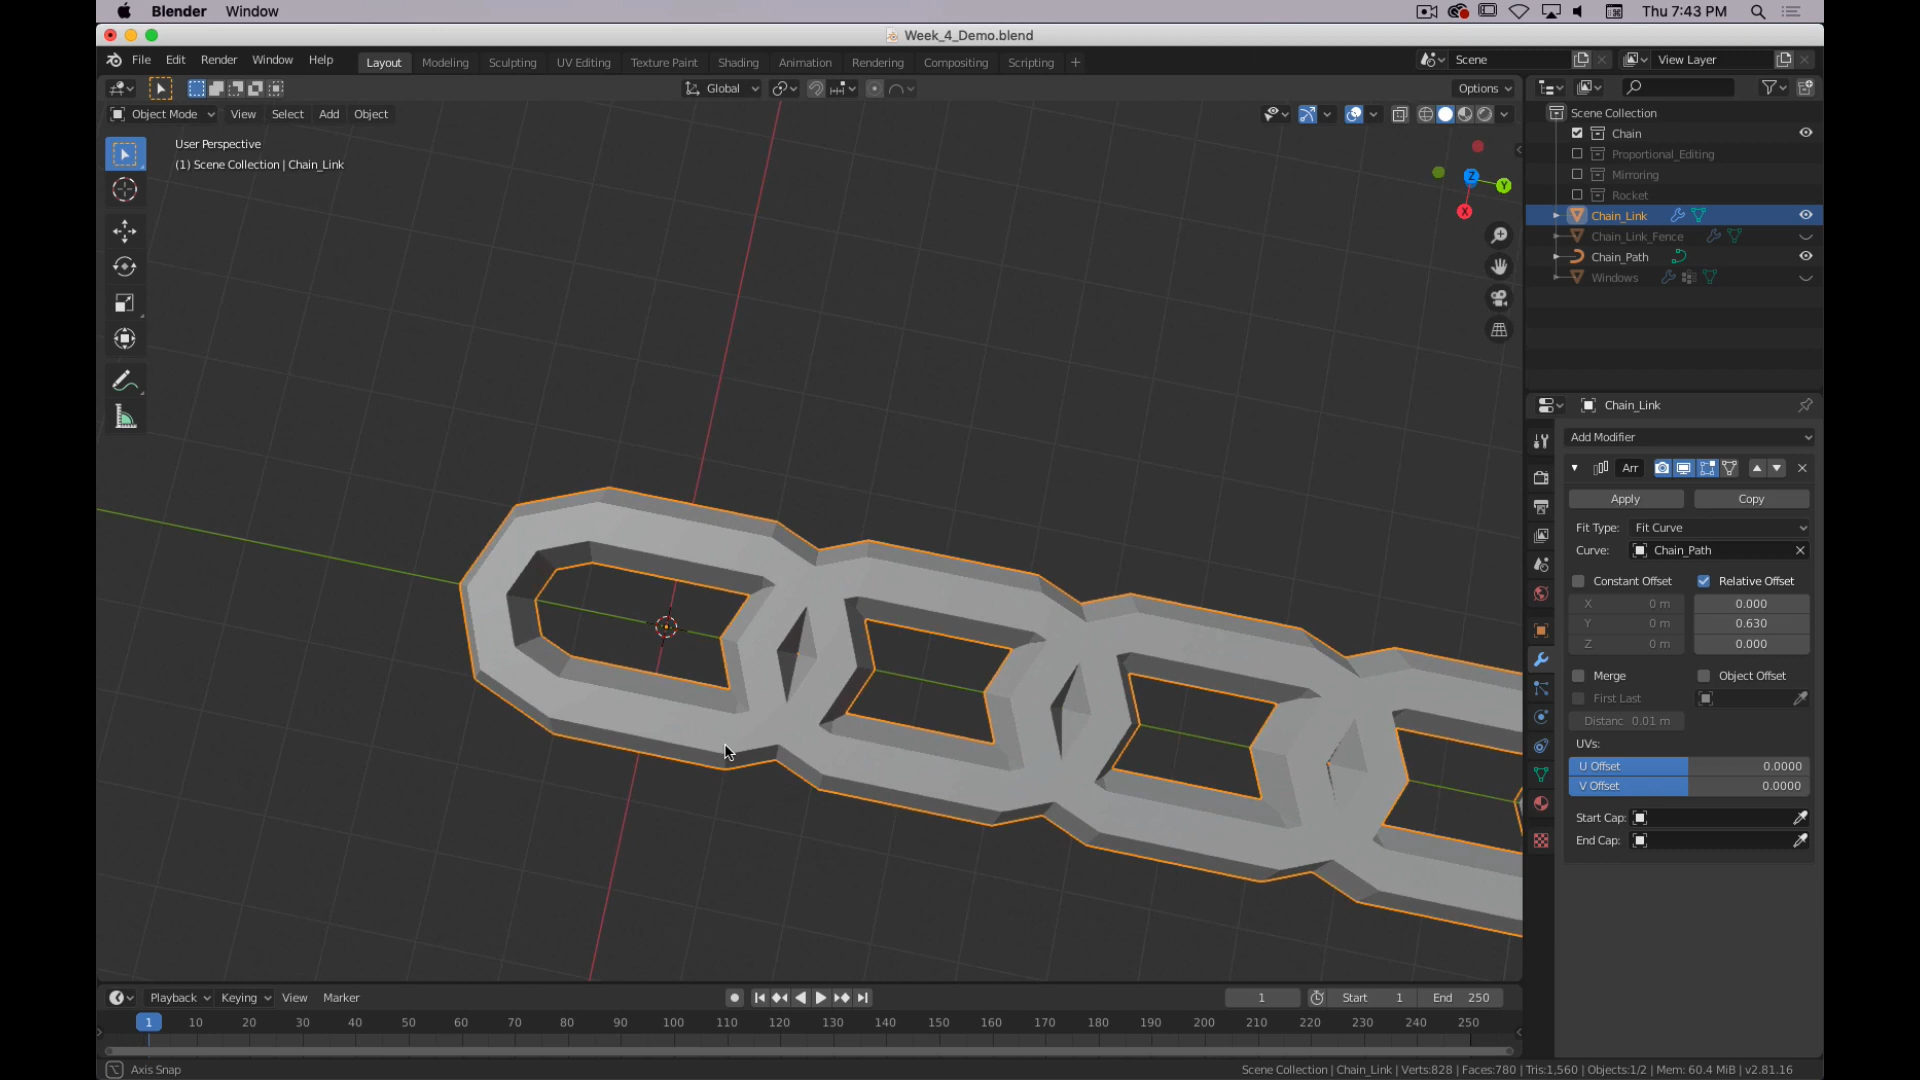 Blender Window Thu 7:43 PM
Week_4_Demo.blend
File Edit Render Window Help Layout Modeling Sculpting UV Editing Texture Paint Shading Animation Rendering Compositing Scripting + Scene View Layer
Global Options
Object Mode View Select Add Object
User Perspective
(1) Scene Collection | Chain_Link
Z Y X
Scene Collection
Chain
Proportional_Editing
Mirroring
Rocket
Chain_Link
Chain_Link_Fence
Chain_Path
Windows
Chain_Link
Add Modifier
Arr
Apply Copy
Fit Type: Fit Curve
Curve: Chain_Path
Constant Offset Relative Offset
X 0 m 0.000
Y 0 m 0.630
Z 0 m 0.000
Merge Object Offset
First Last
Distanc 0.01 m
UVs:
U Offset 0.0000
V Offset 0.0000
Start Cap:
End Cap:
Playback Keying View Marker 1 Start 1 End 250
1 10 20 30 40 50 60 70 80 90 100 110 120 130 140 150 160 170 180 190 200 210 220 230 240 250
Axis Snap Scene Collection | Chain_Link | Verts:828 | Faces:780 | Tris:1,560 | Objects:1/2 | Mem: 60.4 MiB | v2.81.16